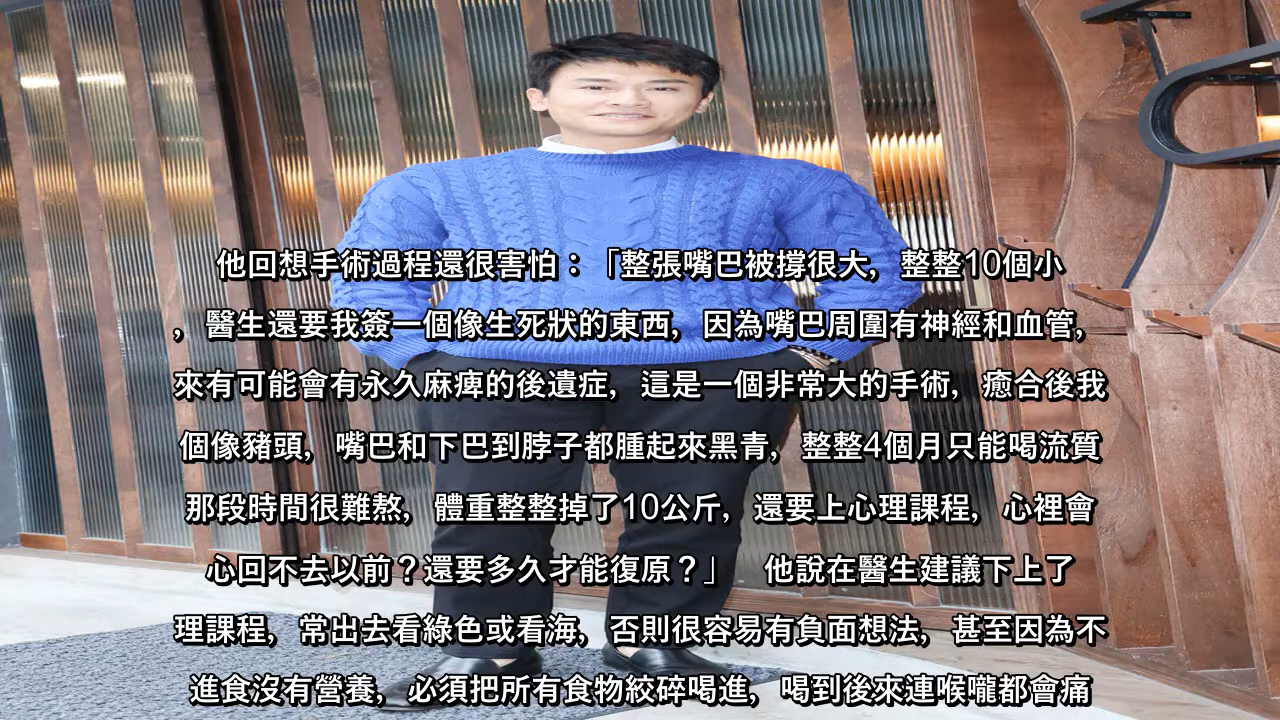 他回想手術過程還很害怕：「整張嘴巴被撐很大，整整10個小
，醫生還要我簽一個像生死狀的東西，因為嘴巴周圍有神經和血管，
來有可能會有永久麻痺的後遺症，這是一個非常大的手術，癒合後我
個像豬頭，嘴巴和下巴到脖子都腫起來黑青，整整4個月只能喝流質
那段時間很難熬，體重整整掉了10公斤，還要上心理課程，心裡會
心回不去以前？還要多久才能復原？」　他說在醫生建議下上了
理課程，常出去看綠色或看海，否則很容易有負面想法，甚至因為不
進食沒有營養，必須把所有食物絞碎喝進，喝到後來連喉嚨都會痛